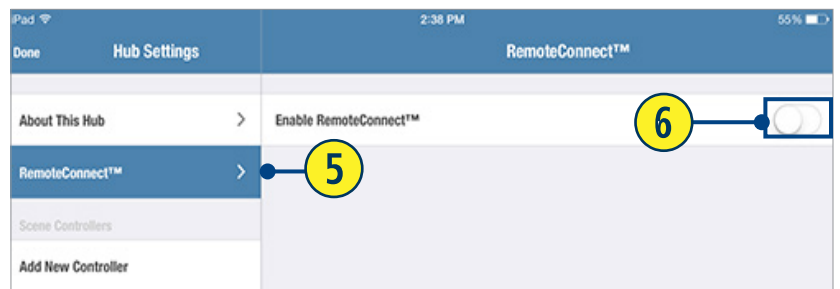 iPad 2:38 PM 55%
Done Hub Settings RemoteConnect™
About This Hub > Enable RemoteConnect™ 6
RemoteConnect™ > 5
Scene Controllers
Add New Controller